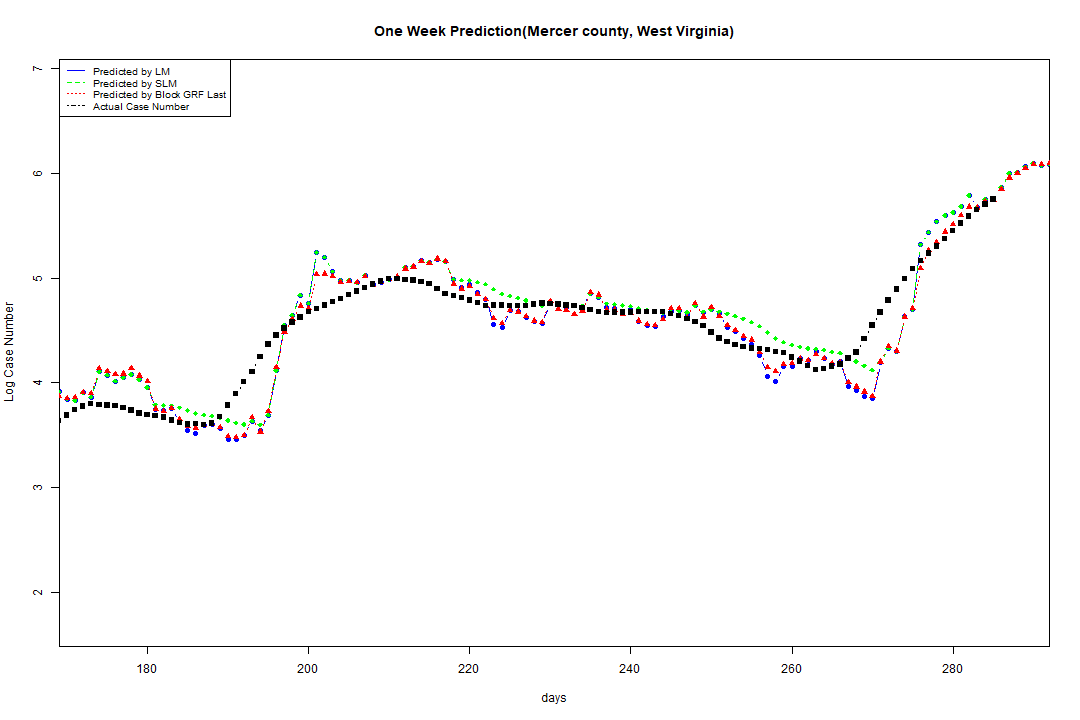 One Week Prediction(Mercer county, West Virginia)
Predicted by LM
Predicted by SLM
Predicted by Block GRF Last
Actual Case Number
7
6
5
4
3
2
Log Case Number
180 200 220 240 260 280
days